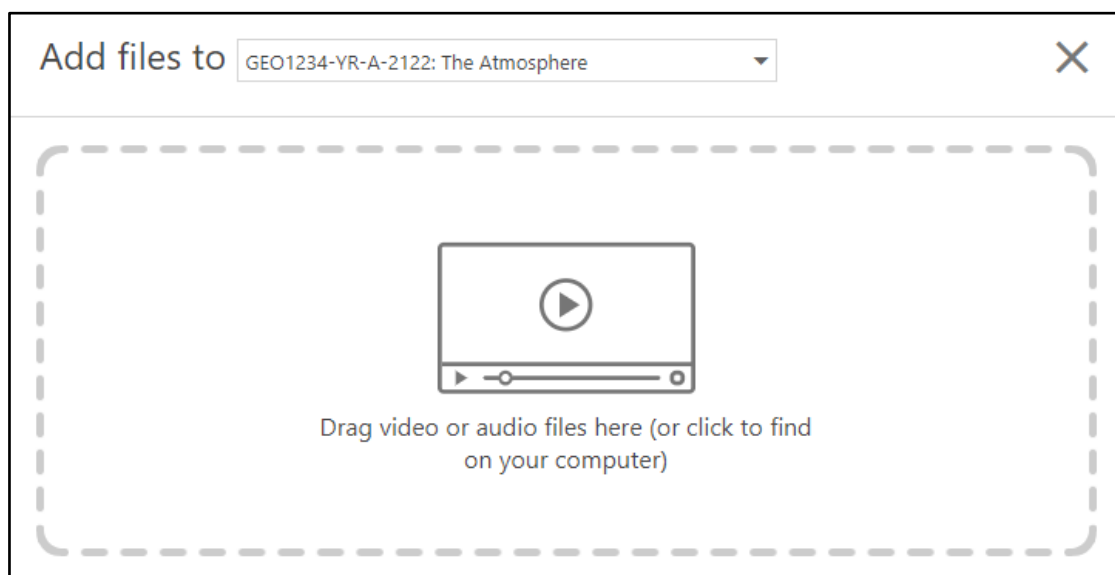 Add files to
GEO1234-YR-A-2122: The Atmosphere
Drag video or audio files here (or click to find
on your computer)